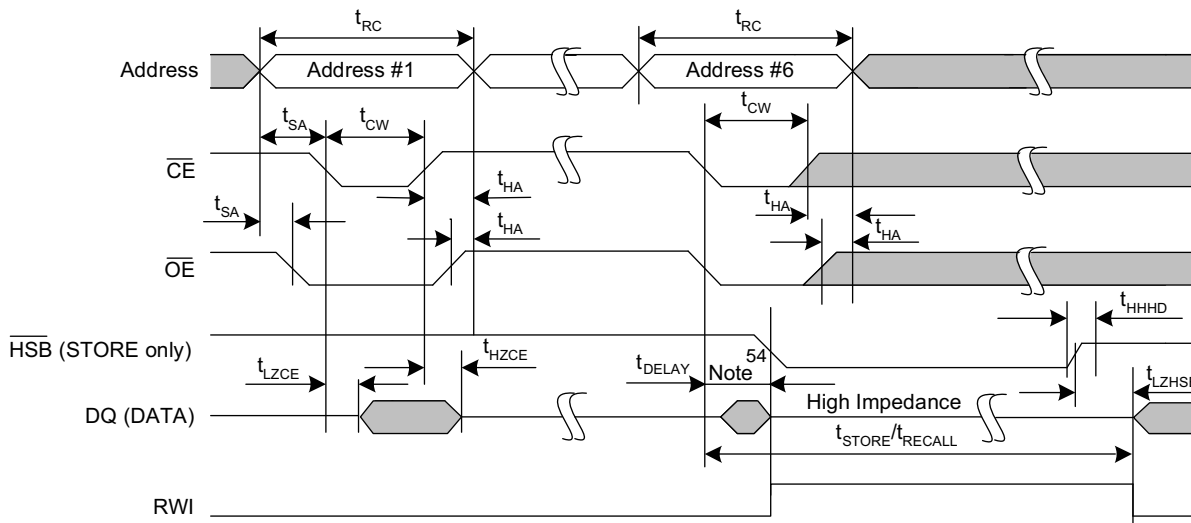 tRC
tRC
Address
Address #1
Address #6
tSA
tCW
tCW
CE
tHA
tHA
tSA
tHA
tHA
OE
tHHHD
HSB (STORE only)
tHZCE
54
tLZCE
tDELAY
Note
tLZHS
DQ (DATA)
High Impedance
tSTORE/tRECALL
RWI